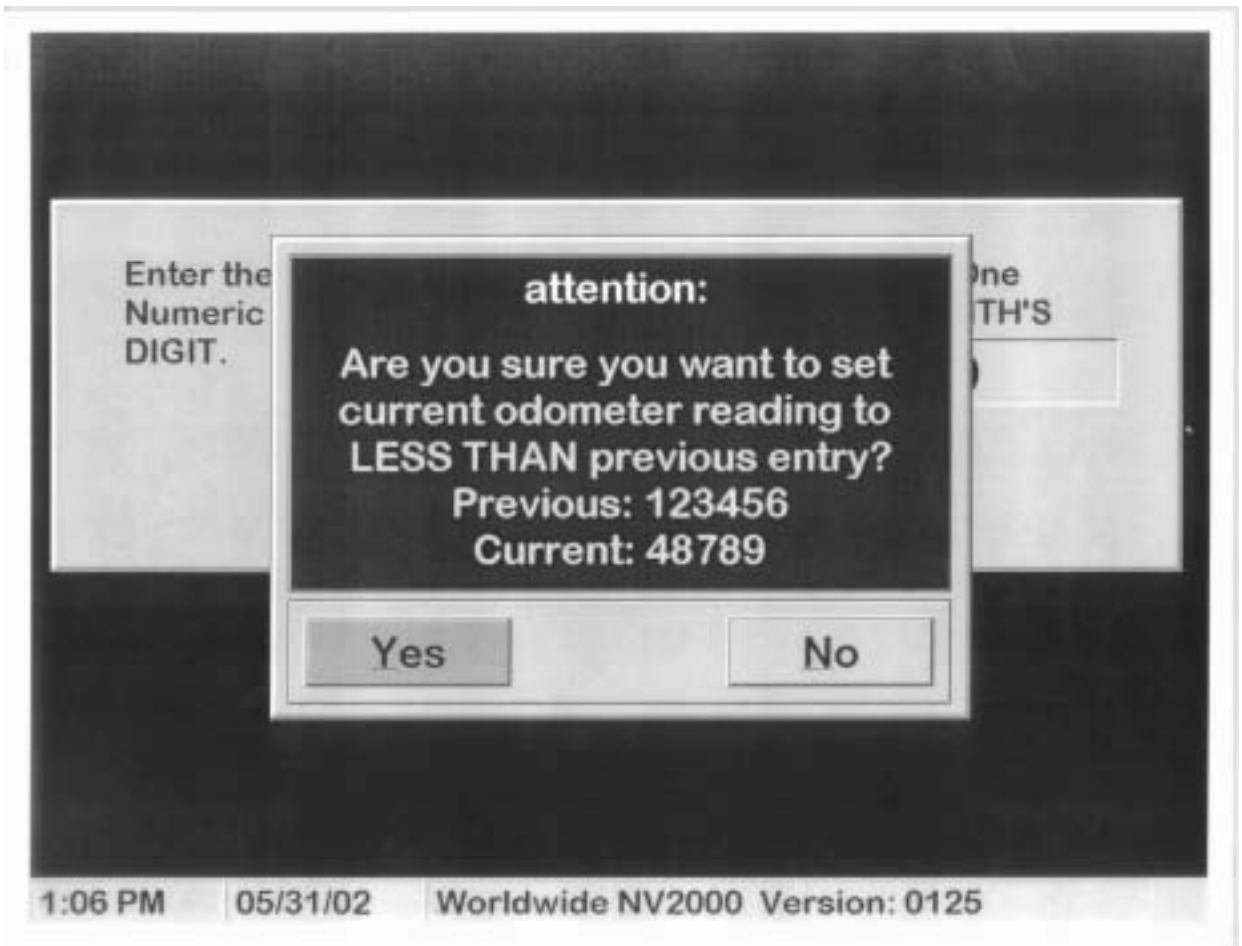 Enter the
Numeric
DIGIT.
TH'S
attention:
Are you sure you want to set
current odometer reading to
LESS THAN previous entry?
Previous: 123456
Current: 48789
Yes
No
1:06 PM 05/31/02 Worldwide NV2000 Version: 0125